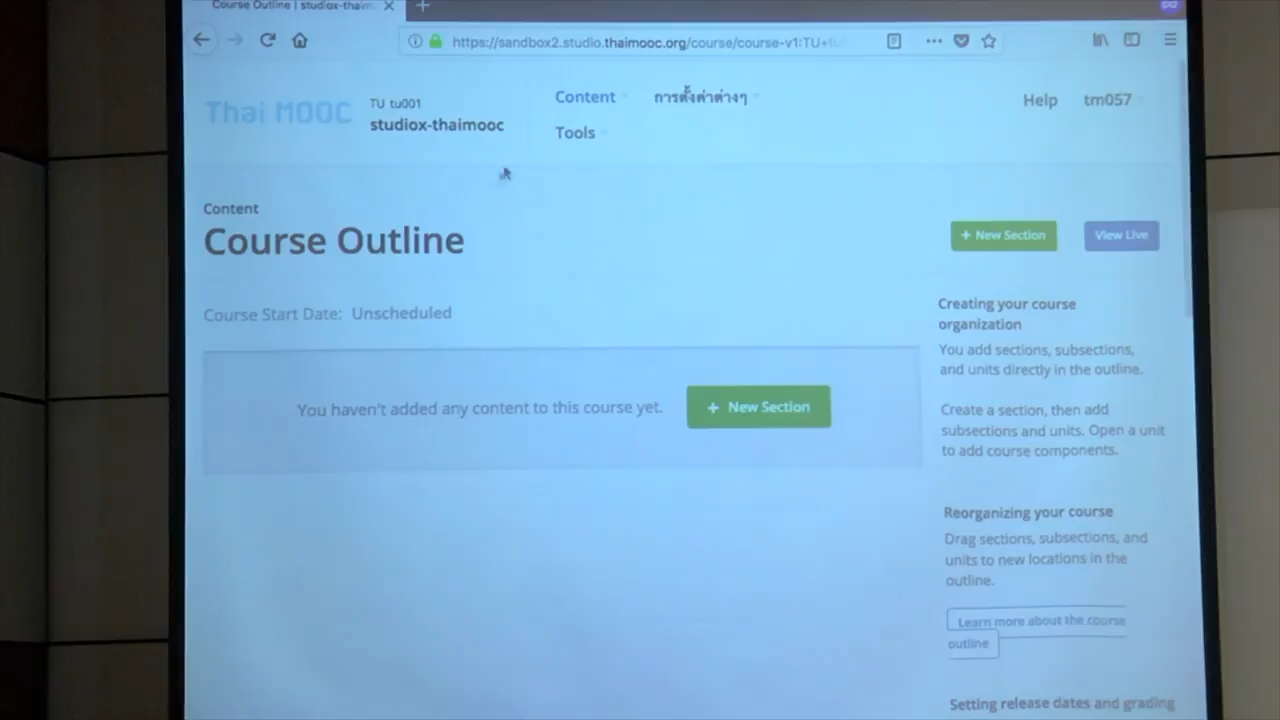 Course Outline | studiox-thaim
https://sandbox2.studio.thaimooc.org/course/course-v1:TU+tu
Thai MOOC
TU tu001
studiox-thaimooc
Content
การตั้งค่าต่างๆ
Tools
Help
tm057
Content
Course Outline
+ New Section
View Live
Course Start Date: Unscheduled
You haven't added any content to this course yet.
+ New Section
Creating your course
organization
You add sections, subsections,
and units directly in the outline.
Create a section, then add
subsections and units. Open a unit
to add course components.
Reorganizing your course
Drag sections, subsections, and
units to new locations in the
outline.
Learn more about the course
outline
Setting release dates and grading